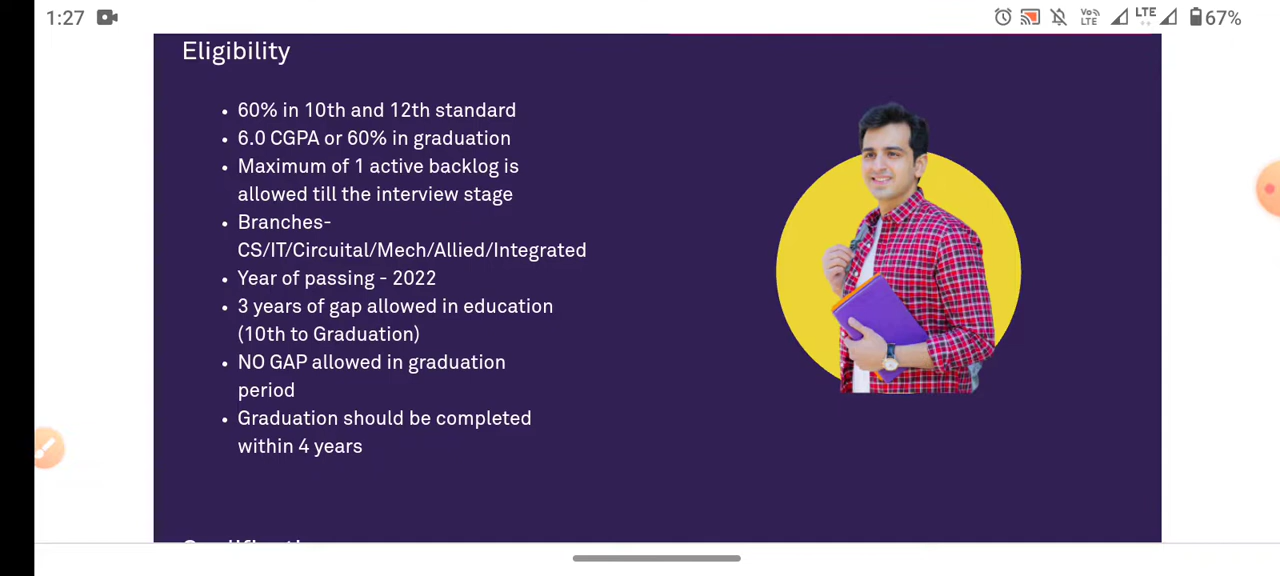 1:27
Vo))
LTE
LTE
67%
Eligibility
• 60% in 10th and 12th standard
• 6.0 CGPA or 60% in graduation
• Maximum of 1 active backlog is
allowed till the interview stage
• Branches-
CS/IT/Circuital/Mech/Allied/Integrated
• Year of passing - 2022
• 3 years of gap allowed in education
(10th to Graduation)
• NO GAP allowed in graduation
period
• Graduation should be completed
within 4 years